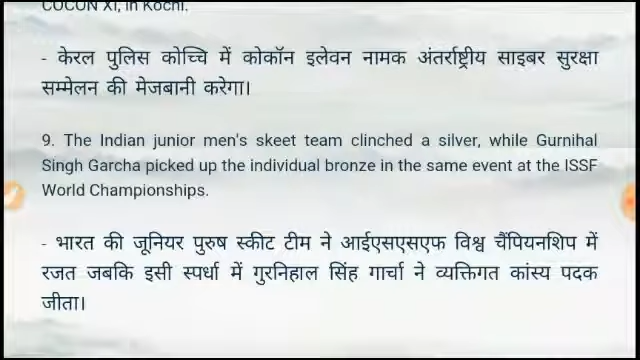 COCON XI, in Kochi.
- केरल पुलिस कोच्चि में कोकॉन इलेवन नामक अंतर्राष्ट्रीय साइबर सुरक्षा
सम्मेलन की मेजबानी करेगा।
9. The Indian junior men's skeet team clinched a silver, while Gurnihal
Singh Garcha picked up the individual bronze in the same event at the ISSF
World Championships.
- भारत की जूनियर पुरुष स्कीट टीम ने आईएसएसएफ विश्व चैंपियनशिप में
रजत जबकि इसी स्पर्धा में गुरनिहाल सिंह गार्चा ने व्यक्तिगत कांस्य पदक
जीता।